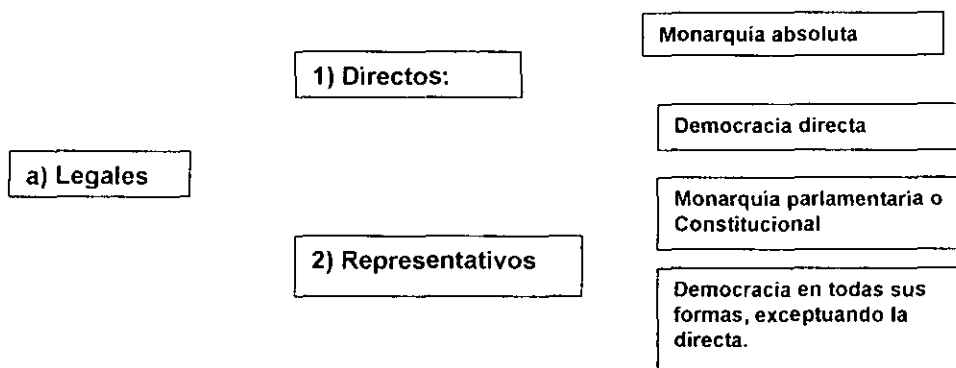 a) Legales
1) Directos:
Monarquía absoluta
Democracia directa
2) Representativos
Monarquía parlamentaria o
Constitucional
Democracia en todas sus
formas, exceptuando la
directa.